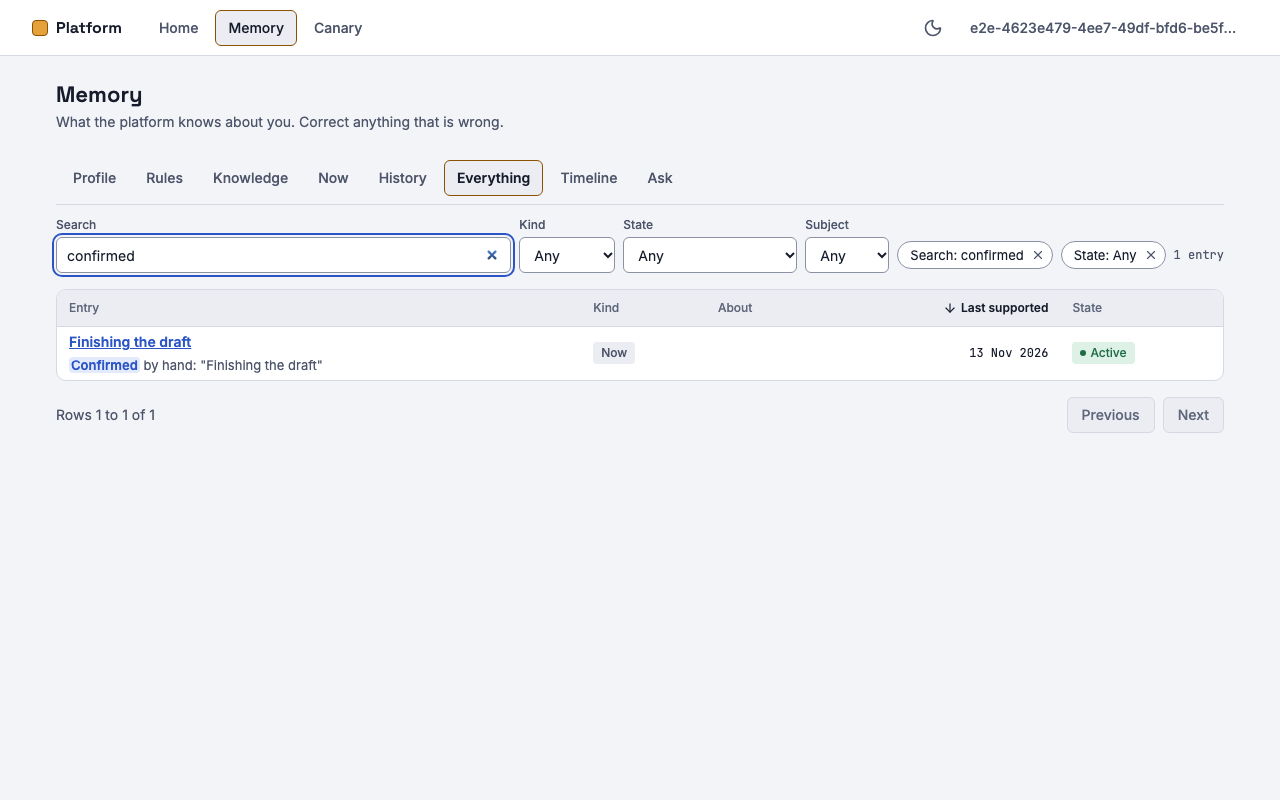 Platform Home Memory Canary e2e-4623e479-4ee7-49df-bfd6-be5f...
Memory
What the platform knows about you. Correct anything that is wrong.
Profile Rules Knowledge Now History Everything Timeline Ask
Search Kind State Subject
confirmed Any Any Any Search: confirmed State: Any 1 entry
Entry Kind About Last supported State
Finishing the draft
Now 13 Nov 2026 Active
Confirmed by hand: "Finishing the draft"
Rows 1 to 1 of 1 Previous Next